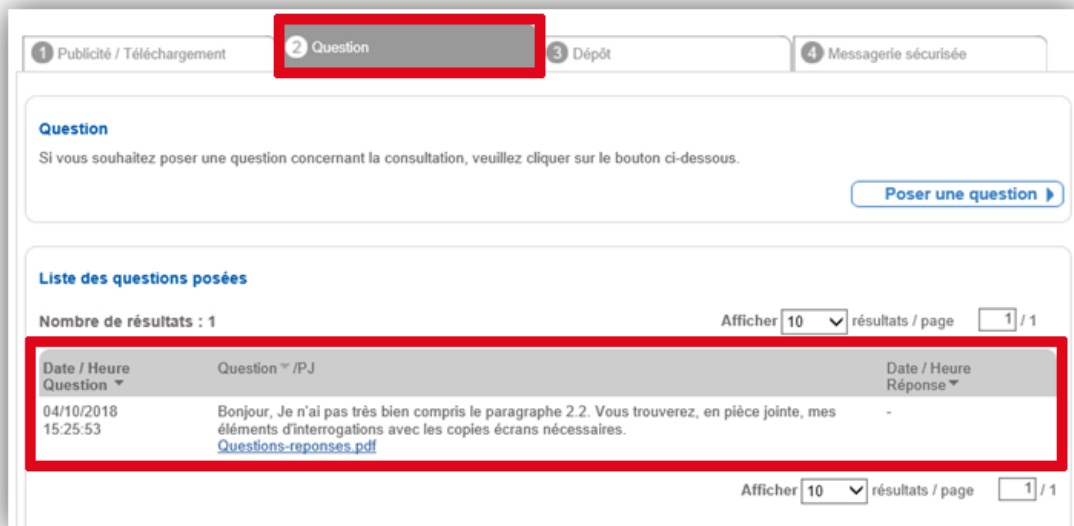 1 Publicité / Téléchargement 2 Question 3 Dépôt 4 Messagerie sécurisée
Question
Si vous souhaitez poser une question concernant la consultation, veuillez cliquer sur le bouton ci-dessous.
Poser une question
Liste des questions posées
Nombre de résultats : 1 Afficher 10 résultats / page 1 / 1
Date / Heure Question /PJ Date / Heure
Question Réponse
04/10/2018 Bonjour, Je n'ai pas très bien compris le paragraphe 2.2. Vous trouverez, en pièce jointe, mes -
15:25:53 éléments d'interrogations avec les copies écrans nécessaires.
Questions-reponses.pdf
Afficher 10 résultats / page 1 / 1